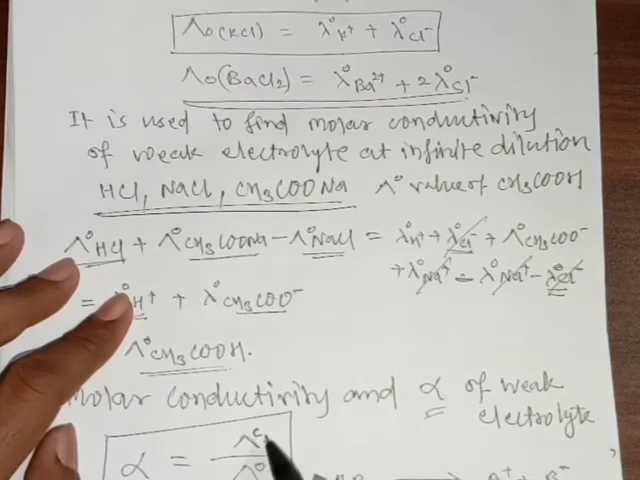 Λo(KCl) = λ°H+ + λ°Cl-
Λo(BaCl2) = λ°Ba2+ + 2λ°Cl-
It is used to find molar conductivity
of weak electrolyte at infinite dilution
HCl, NaCl, CH3COONa Λ° value of CH3COOH
Λ°HCl + Λ°CH3COONa - Λ°NaCl = λ°H+ + λ°Cl- + Λ°CH3COO-
+ λ°Na+ - λ°Na+ - λ°Cl-
= λ°H+ + λ°CH3COO-
Λ°CH3COOH.
Molar conductivity and α of weak
electrolyte
α = Λc / Λ°